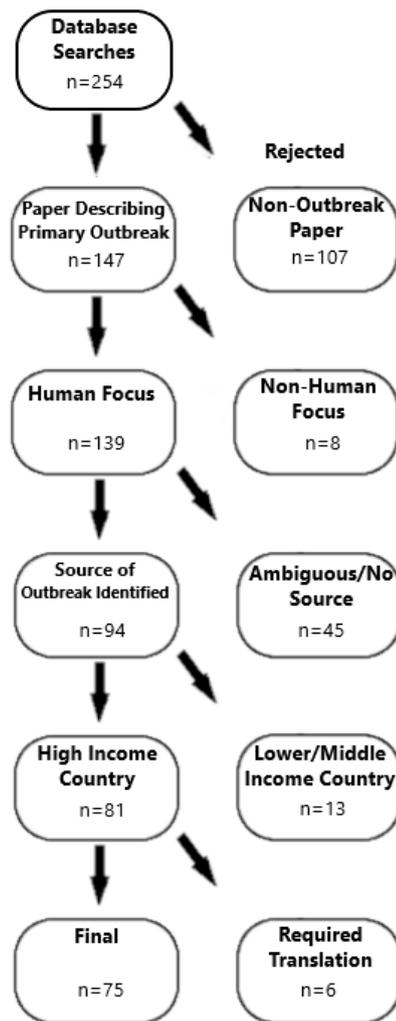 Database
Searches
n=254
Rejected
Paper Describing
Primary Outbreak
n=147
Non-Outbreak
Paper
n=107
Human Focus
n=139
Non-Human
Focus
n=8
Source of
Outbreak Identified
n=94
Ambiguous/No
Source
n=45
High Income
Country
n=81
Lower/Middle
Income Country
n=13
Final
n=75
Required
Translation
n=6